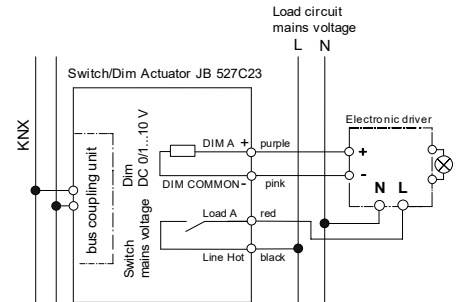 Load circuit
mains voltage
L N
Switch/Dim Actuator JB 527C23
KNX
bus coupling unit
Dim
DC 0/1...10 V
Switch
mains voltage
DIM A + purple
DIM COMMON - pink
Load A red
Line Hot black
Electronic driver
+
-
N L